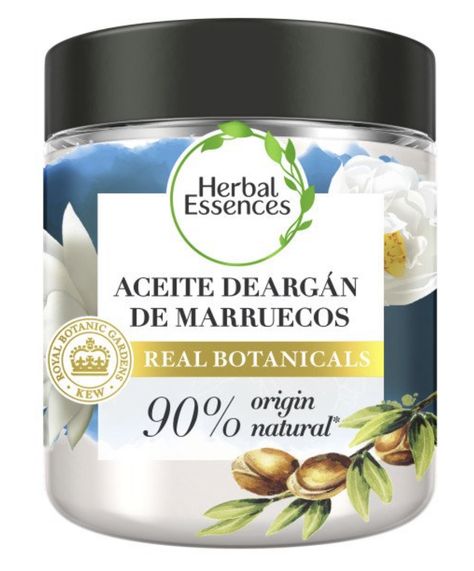 Herbal
Essences
ACEITE DEARGÁN
DE MARRUECOS
ROYAL BOTANIC GARDENS
• KEW •
REAL BOTANICALS
90% origin
natural*